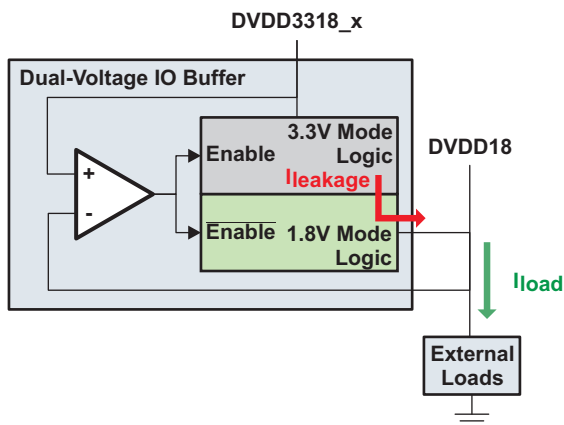 DVDD3318_x
Dual-Voltage IO Buffer
3.3V Mode
Logic
Enable
Ileakage
DVDD18
+
-
Enable
1.8V Mode
Logic
Iload
External
Loads